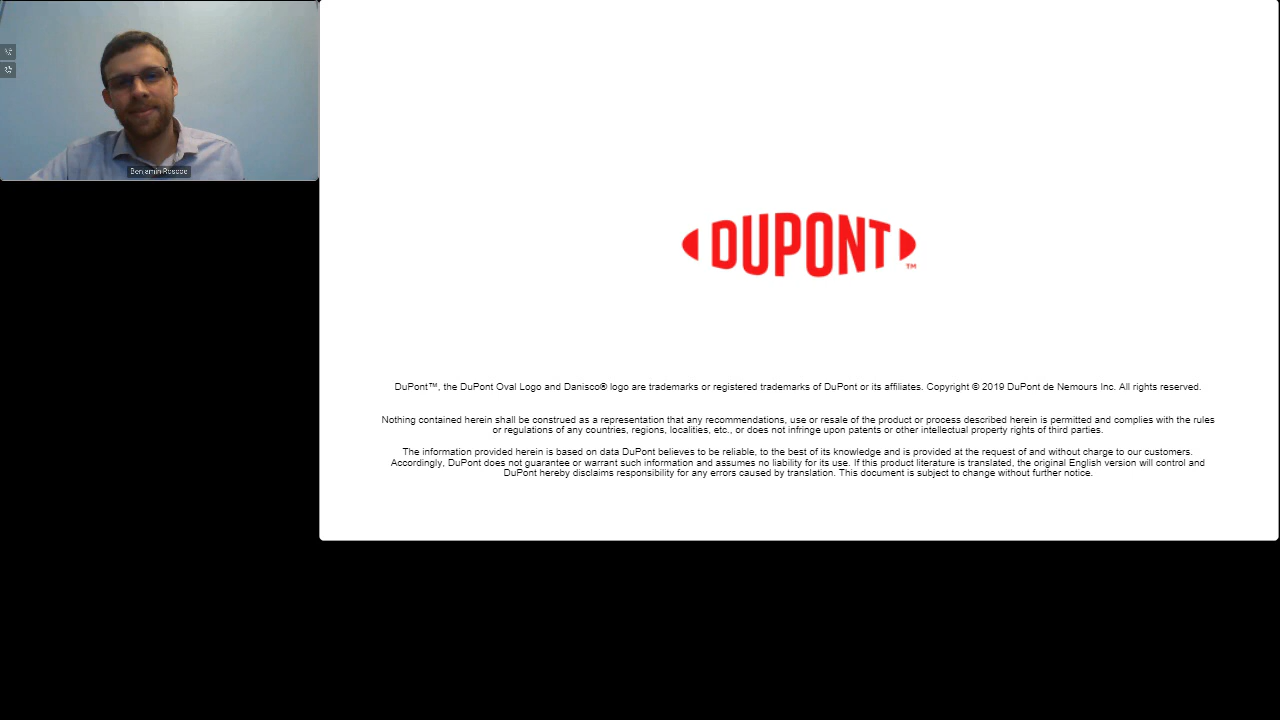 Benjamin Roscoe
DUPONT
™
DuPont™, the DuPont Oval Logo and Danisco® logo are trademarks or registered trademarks of DuPont or its affiliates. Copyright © 2019 DuPont de Nemours Inc. All rights reserved.
Nothing contained herein shall be construed as a representation that any recommendations, use or resale of the product or process described herein is permitted and complies with the rules
or regulations of any countries, regions, localities, etc., or does not infringe upon patents or other intellectual property rights of third parties.
The information provided herein is based on data DuPont believes to be reliable, to the best of its knowledge and is provided at the request of and without charge to our customers.
Accordingly, DuPont does not guarantee or warrant such information and assumes no liability for its use. If this product literature is translated, the original English version will control and
DuPont hereby disclaims responsibility for any errors caused by translation. This document is subject to change without further notice.